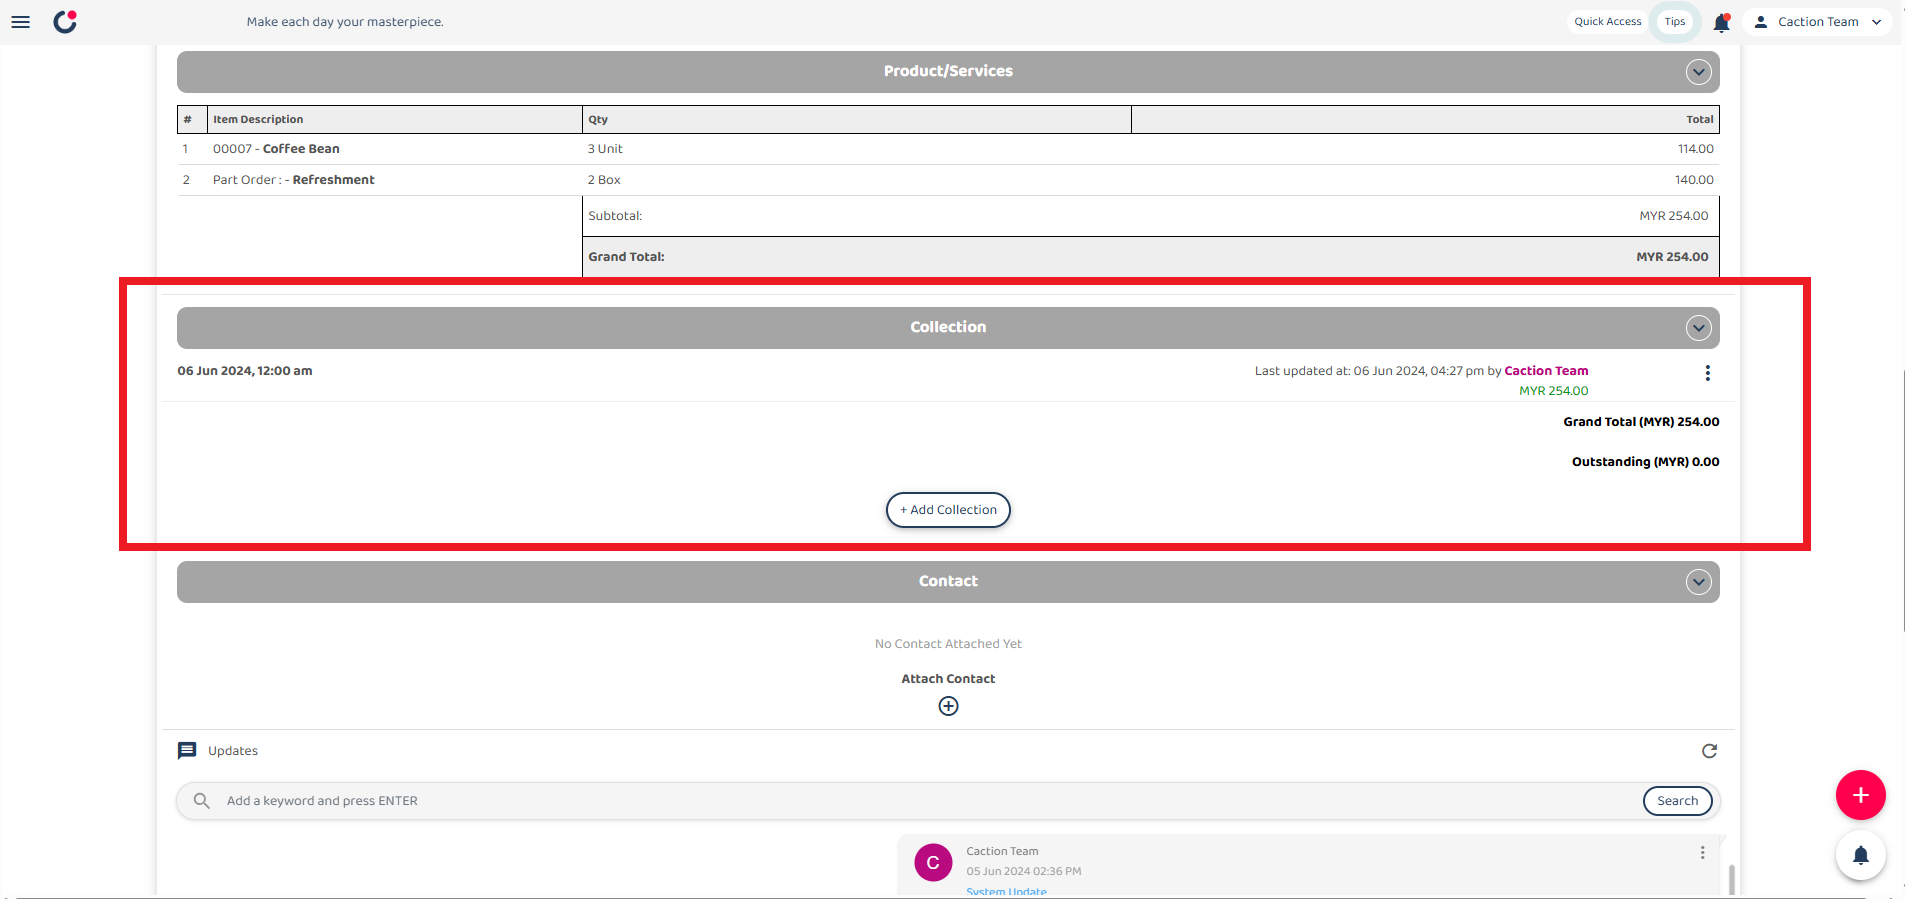 Make each day your masterpiece.
Quick Access
Tips
Caction Team
Product/Services
# Item Description Qty Total
1 00007 - Coffee Bean 3 Unit 114.00
2 Part Order : - Refreshment 2 Box 140.00
Subtotal: MYR 254.00
Grand Total: MYR 254.00
Collection
06 Jun 2024, 12:00 am Last updated at: 06 Jun 2024, 04:27 pm by Caction Team
MYR 254.00
Grand Total (MYR) 254.00
Outstanding (MYR) 0.00
+ Add Collection
Contact
No Contact Attached Yet
Attach Contact
Updates
Add a keyword and press ENTER Search
C
Caction Team
05 Jun 2024 02:36 PM
System Update